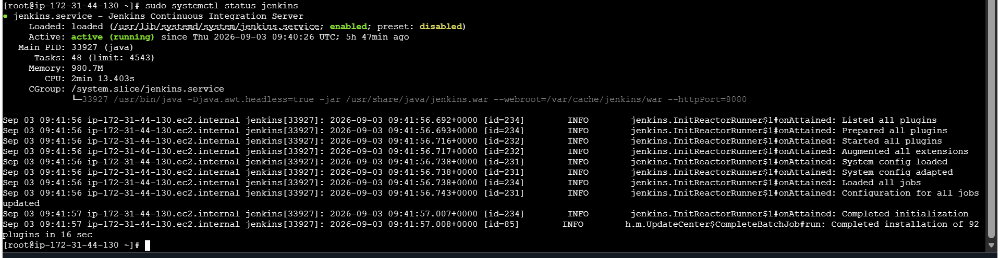 [root@ip-172-31-44-130 ~]# sudo systemctl status jenkins
● jenkins.service - Jenkins Continuous Integration Server
     Loaded: loaded (/usr/lib/systemd/system/jenkins.service; enabled; preset: disabled)
     Active: active (running) since Thu 2026-09-03 09:40:26 UTC; 5h 47min ago
   Main PID: 33927 (java)
      Tasks: 48 (limit: 4543)
     Memory: 980.7M
        CPU: 2min 13.403s
     CGroup: /system.slice/jenkins.service
             └─33927 /usr/bin/java -Djava.awt.headless=true -jar /usr/share/java/jenkins.war --webroot=/var/cache/jenkins/war --httpPort=8080
Sep 03 09:41:56 ip-172-31-44-130.ec2.internal jenkins[33927]: 2026-09-03 09:41:56.692+0000 [id=234]        INFO        jenkins.InitReactorRunner$1#onAttained: Listed all plugins
Sep 03 09:41:56 ip-172-31-44-130.ec2.internal jenkins[33927]: 2026-09-03 09:41:56.693+0000 [id=234]        INFO        jenkins.InitReactorRunner$1#onAttained: Prepared all plugins
Sep 03 09:41:56 ip-172-31-44-130.ec2.internal jenkins[33927]: 2026-09-03 09:41:56.716+0000 [id=232]        INFO        jenkins.InitReactorRunner$1#onAttained: Started all plugins
Sep 03 09:41:56 ip-172-31-44-130.ec2.internal jenkins[33927]: 2026-09-03 09:41:56.717+0000 [id=232]        INFO        jenkins.InitReactorRunner$1#onAttained: Augmented all extensions
Sep 03 09:41:56 ip-172-31-44-130.ec2.internal jenkins[33927]: 2026-09-03 09:41:56.738+0000 [id=231]        INFO        jenkins.InitReactorRunner$1#onAttained: System config loaded
Sep 03 09:41:56 ip-172-31-44-130.ec2.internal jenkins[33927]: 2026-09-03 09:41:56.738+0000 [id=231]        INFO        jenkins.InitReactorRunner$1#onAttained: System config adapted
Sep 03 09:41:56 ip-172-31-44-130.ec2.internal jenkins[33927]: 2026-09-03 09:41:56.738+0000 [id=234]        INFO        jenkins.InitReactorRunner$1#onAttained: Loaded all jobs
Sep 03 09:41:56 ip-172-31-44-130.ec2.internal jenkins[33927]: 2026-09-03 09:41:56.743+0000 [id=231]        INFO        jenkins.InitReactorRunner$1#onAttained: Configuration for all jobs
updated
Sep 03 09:41:57 ip-172-31-44-130.ec2.internal jenkins[33927]: 2026-09-03 09:41:57.007+0000 [id=234]        INFO        jenkins.InitReactorRunner$1#onAttained: Completed initialization
Sep 03 09:41:57 ip-172-31-44-130.ec2.internal jenkins[33927]: 2026-09-03 09:41:57.008+0000 [id=85]        INFO        h.m.UpdateCenter$CompleteBatchJob#run: Completed installation of 92
plugins in 16 sec
[root@ip-172-31-44-130 ~]#